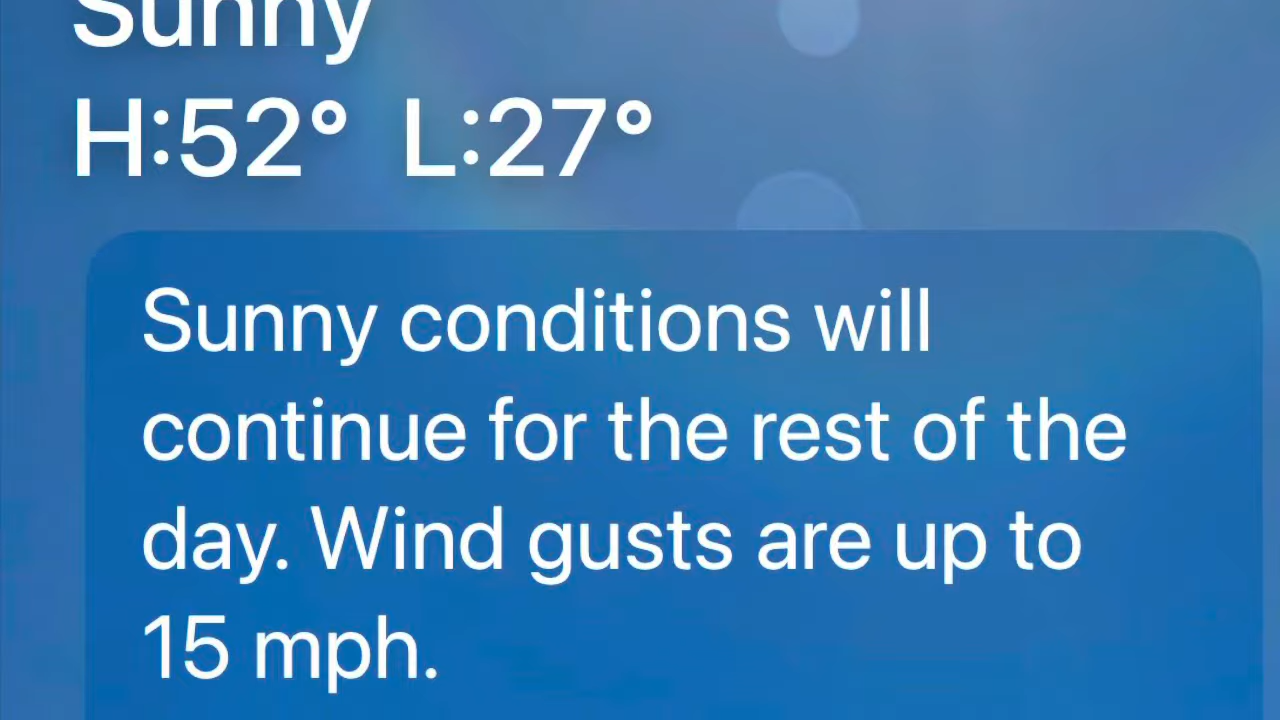 Sunny
H:52° L:27°
Sunny conditions will
continue for the rest of the
day. Wind gusts are up to
15 mph.